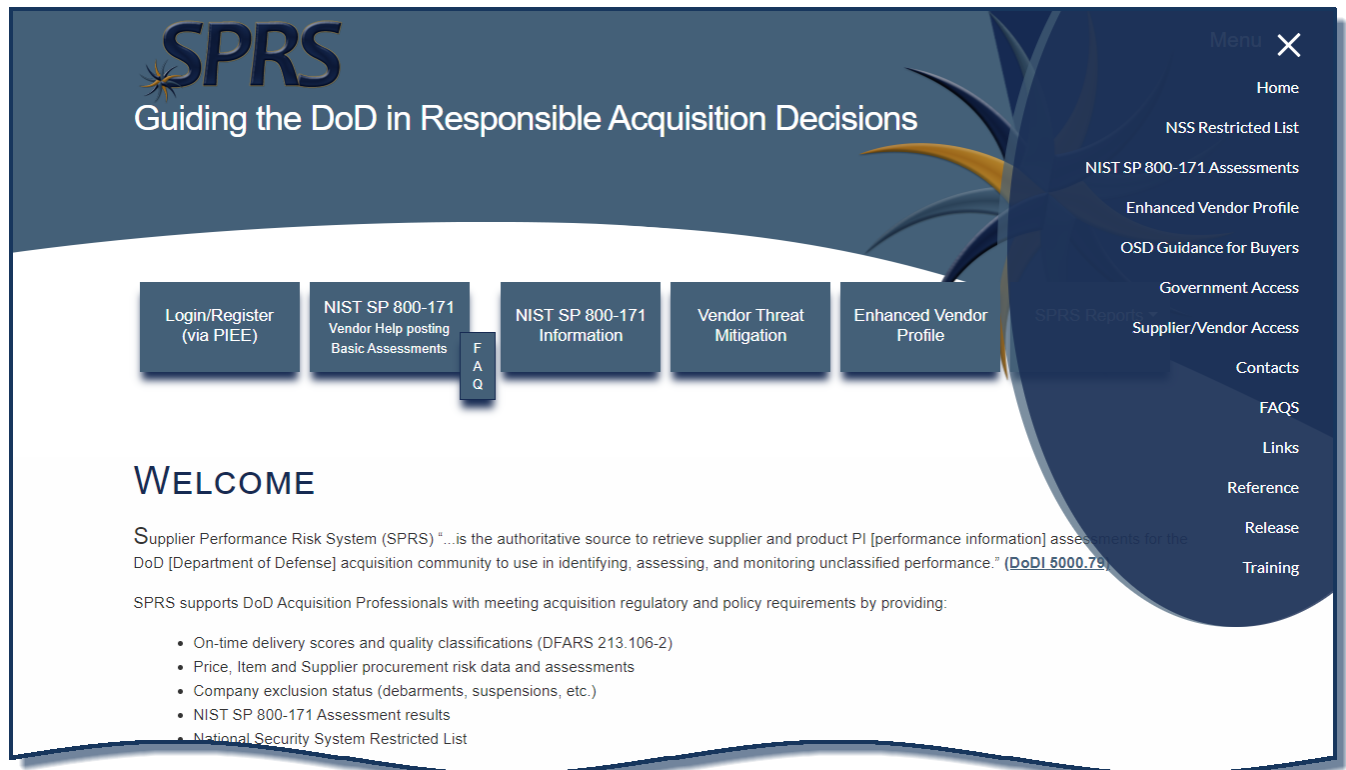 SPRS
Guiding the DoD in Responsible Acquisition Decisions
Menu
Home
NSS Restricted List
NIST SP 800-171 Assessments
Enhanced Vendor Profile
OSD Guidance for Buyers
Government Access
Supplier/Vendor Access
Contacts
FAQS
Links
Reference
Release
Training
Login/Register
(via PIEE)
NIST SP 800-171
Vendor Help posting
Basic Assessments
F
A
Q
NIST SP 800-171
Information
Vendor Threat
Mitigation
Enhanced Vendor
Profile
SPRS Reports
WELCOME
Supplier Performance Risk System (SPRS) “...is the authoritative source to retrieve supplier and product PI [performance information] assessments for the
DoD [Department of Defense] acquisition community to use in identifying, assessing, and monitoring unclassified performance.” (DoDI 5000.79)
SPRS supports DoD Acquisition Professionals with meeting acquisition regulatory and policy requirements by providing:
• On-time delivery scores and quality classifications (DFARS 213.106-2)
• Price, Item and Supplier procurement risk data and assessments
• Company exclusion status (debarments, suspensions, etc.)
• NIST SP 800-171 Assessment results
• National Security System Restricted List